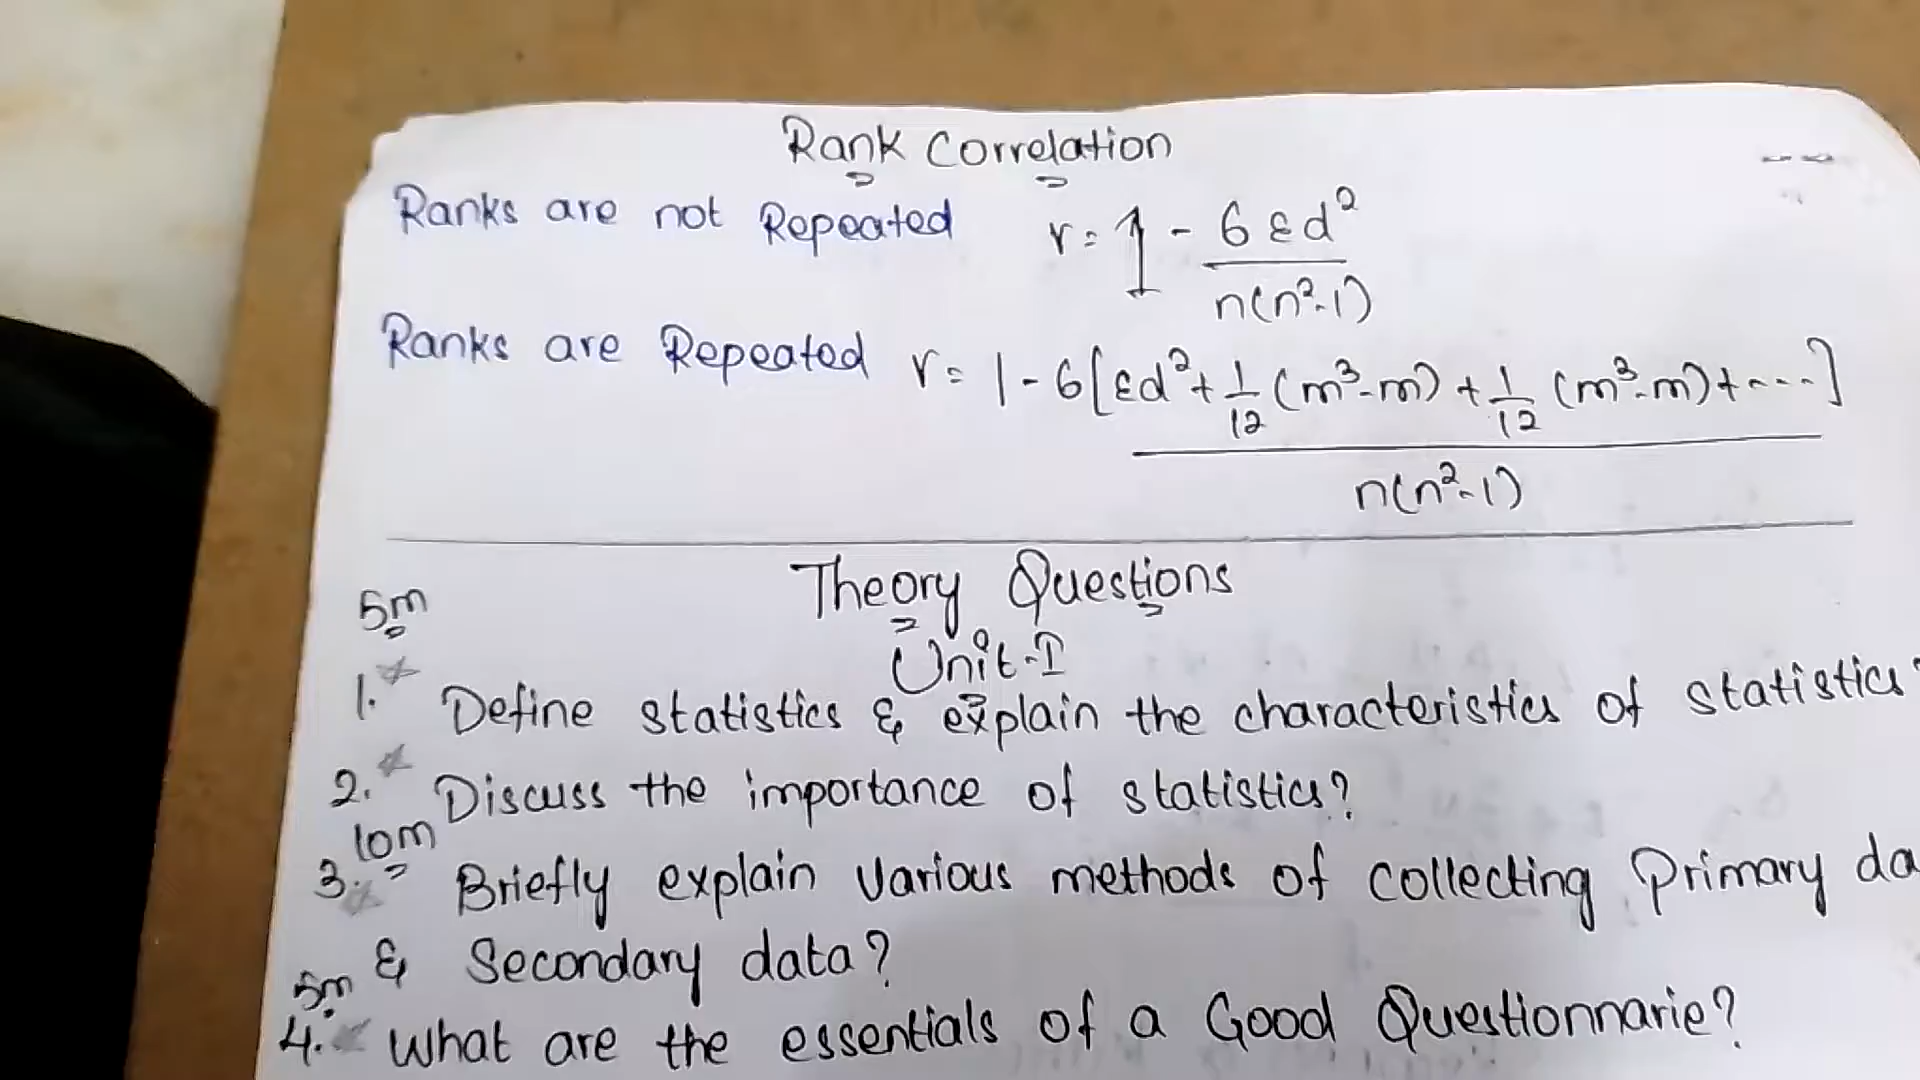 Rank Correlation
Ranks are not Repeated r = 1 - 6 Σd² / n(n²-1)
Ranks are Repeated r = 1 - 6[Σd² + 1/12 (m³-m) + 1/12 (m³-m) + ----] / n(n²-1)
Theory Questions
5m
Unit-I
1.* Define statistics & explain the characteristics of statistics?
2.* Discuss the importance of statistics?
10m
3. Briefly explain various methods of collecting Primary da
& Secondary data?
5m
4. What are the essentials of a Good Questionnarie?